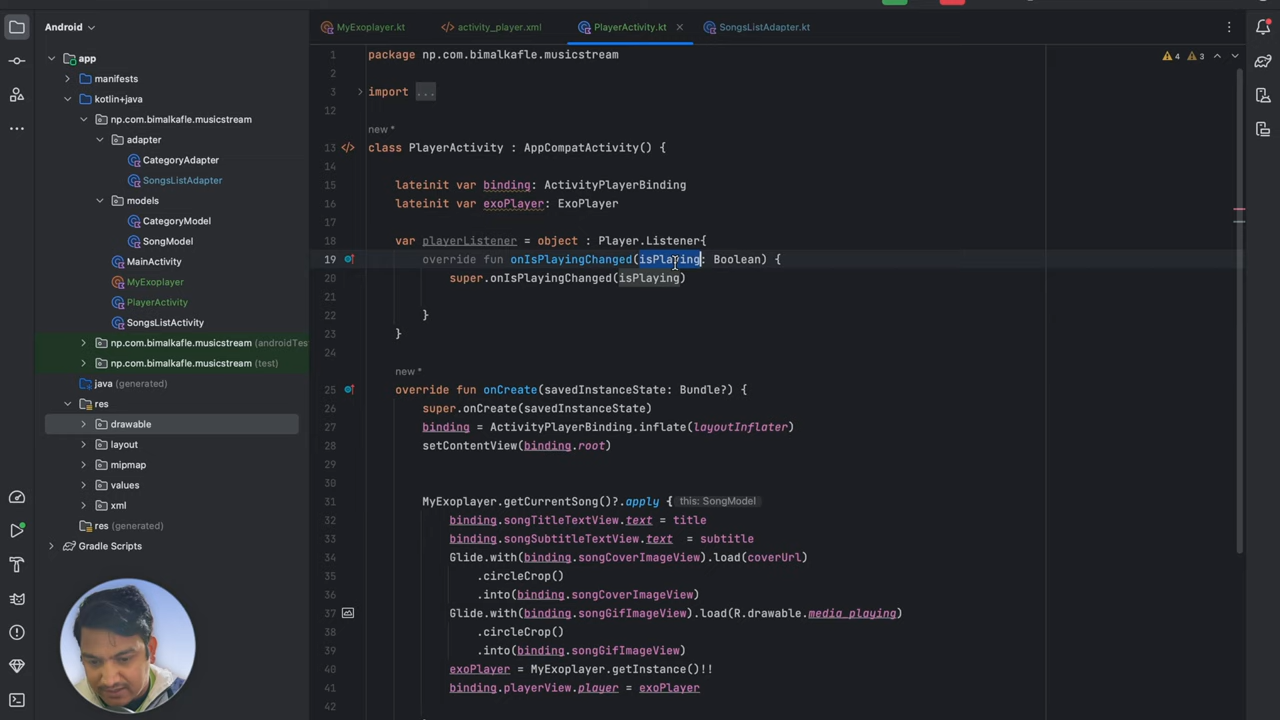 Android
MyExoplayer.kt
activity_player.xml
PlayerActivity.kt
SongsListAdapter.kt
app
manifests
kotlin+java
np.com.bimalkafle.musicstream
adapter
CategoryAdapter
SongsListAdapter
models
CategoryModel
SongModel
MainActivity
MyExoplayer
PlayerActivity
SongsListActivity
np.com.bimalkafle.musicstream (androidTes
np.com.bimalkafle.musicstream (test)
java (generated)
res
drawable
layout
mipmap
values
xml
res (generated)
Gradle Scripts
4 3
1 package np.com.bimalkafle.musicstream
2
3 import ...
12
new *
13 class PlayerActivity : AppCompatActivity() {
14
15 lateinit var binding: ActivityPlayerBinding
16 lateinit var exoPlayer: ExoPlayer
17
18 var playerListener = object : Player.Listener{
19 override fun onIsPlayingChanged(isPlaying: Boolean) {
20 super.onIsPlayingChanged(isPlaying)
21
22 }
23 }
24
new *
25 override fun onCreate(savedInstanceState: Bundle?) {
26 super.onCreate(savedInstanceState)
27 binding = ActivityPlayerBinding.inflate(layoutInflater)
28 setContentView(binding.root)
29
30
31 MyExoplayer.getCurrentSong()?.apply { this: SongModel
32 binding.songTitleTextView.text = title
33 binding.songSubtitleTextView.text = subtitle
34 Glide.with(binding.songCoverImageView).load(coverUrl)
35 .circleCrop()
36 .into(binding.songCoverImageView)
37 Glide.with(binding.songGifImageView).load(R.drawable.media_playing)
38 .circleCrop()
39 .into(binding.songGifImageView)
40 exoPlayer = MyExoplayer.getInstance()!!
41 binding.playerView.player = exoPlayer
42